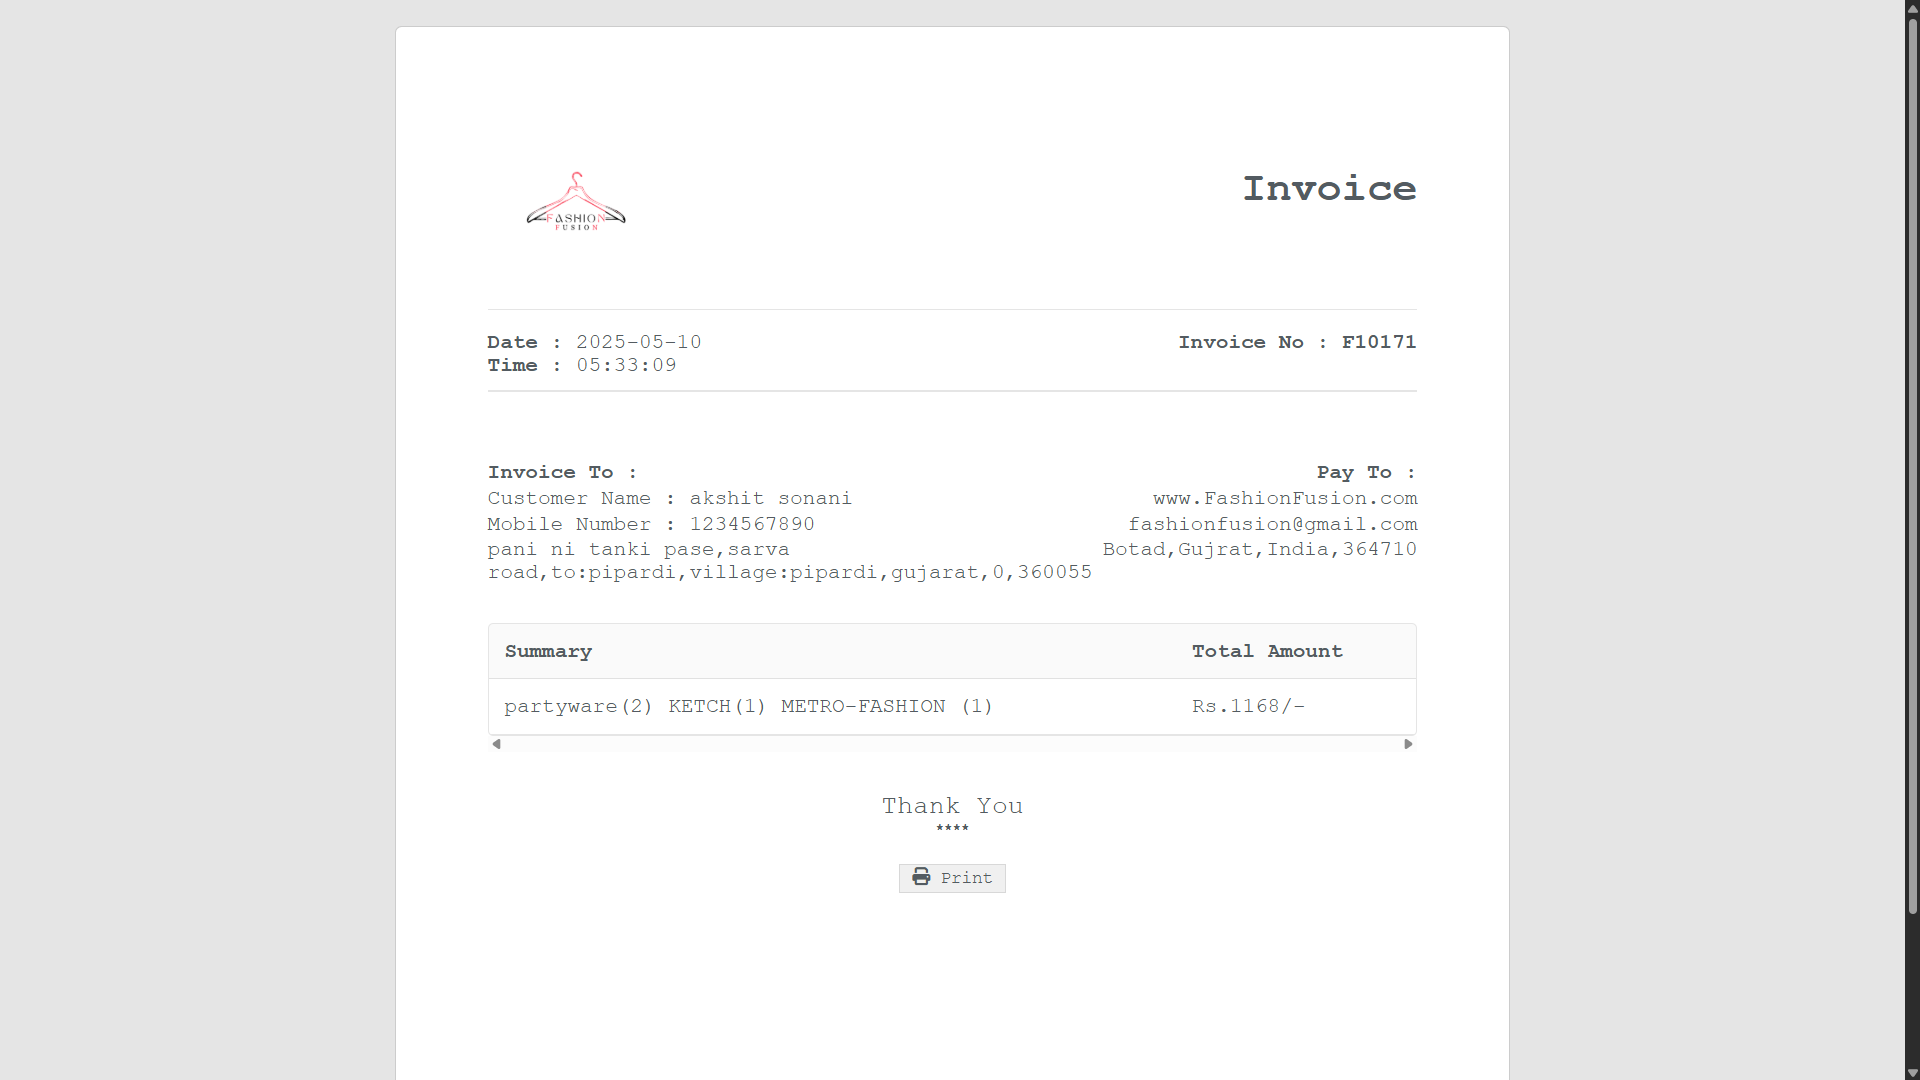 FASHION
FUSION
Invoice
Date : 2025-05-10
Invoice No : F10171
Time : 05:33:09
Invoice To :
Customer Name : akshit sonani
Mobile Number : 1234567890
pani ni tanki pase,sarva
road,to:pipardi,village:pipardi,gujarat,0,360055
Pay To :
www.FashionFusion.com
fashionfusion@gmail.com
Botad,Gujrat,India,364710
Summary Total Amount
partyware(2) KETCH(1) METRO-FASHION (1) Rs.1168/-
Thank You
****
Print